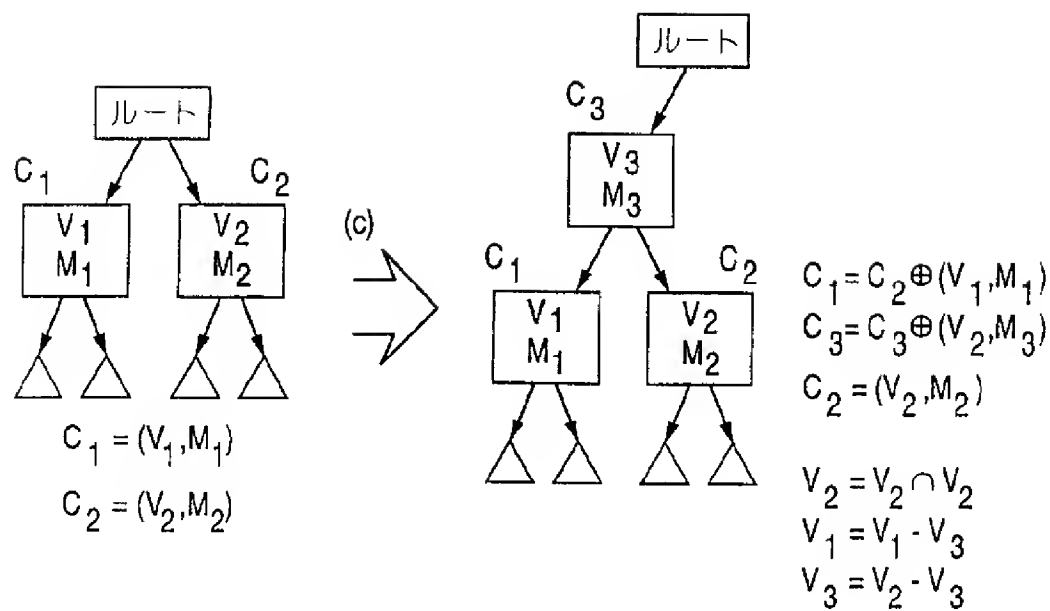 ルート
C1
C2
V1
M1
V2
M2
C1 = (V1,M1)
C2 = (V2,M2)
(c)
ルート
C3
V3
M3
C1
C2
V1
M1
V2
M2
C1 = C2⊕(V1,M1)
C3 = C3⊕(V2,M3)
C2 = (V2,M2)
V2 = V2∩V2
V1 = V1 - V3
V3 = V2 - V3